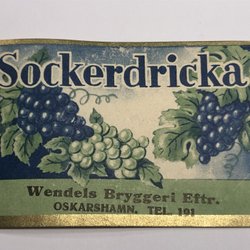 Sockerdricka
Wendels Bryggeri Eftr.
OSKARSHAMN. TEL. 191